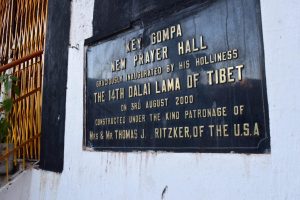 KEY GOMPA
NEW PRAYER HALL
GRACIOUSLY INAUGURATED BY HIS HOLINESS
THE 14TH DALAI LAMA OF TIBET
ON 3RD AUGUST 2000
CONSTRUCTED UNDER THE KIND PATRONAGE OF
MRS & MR THOMAS J. RITZKER, OF THE U.S.A